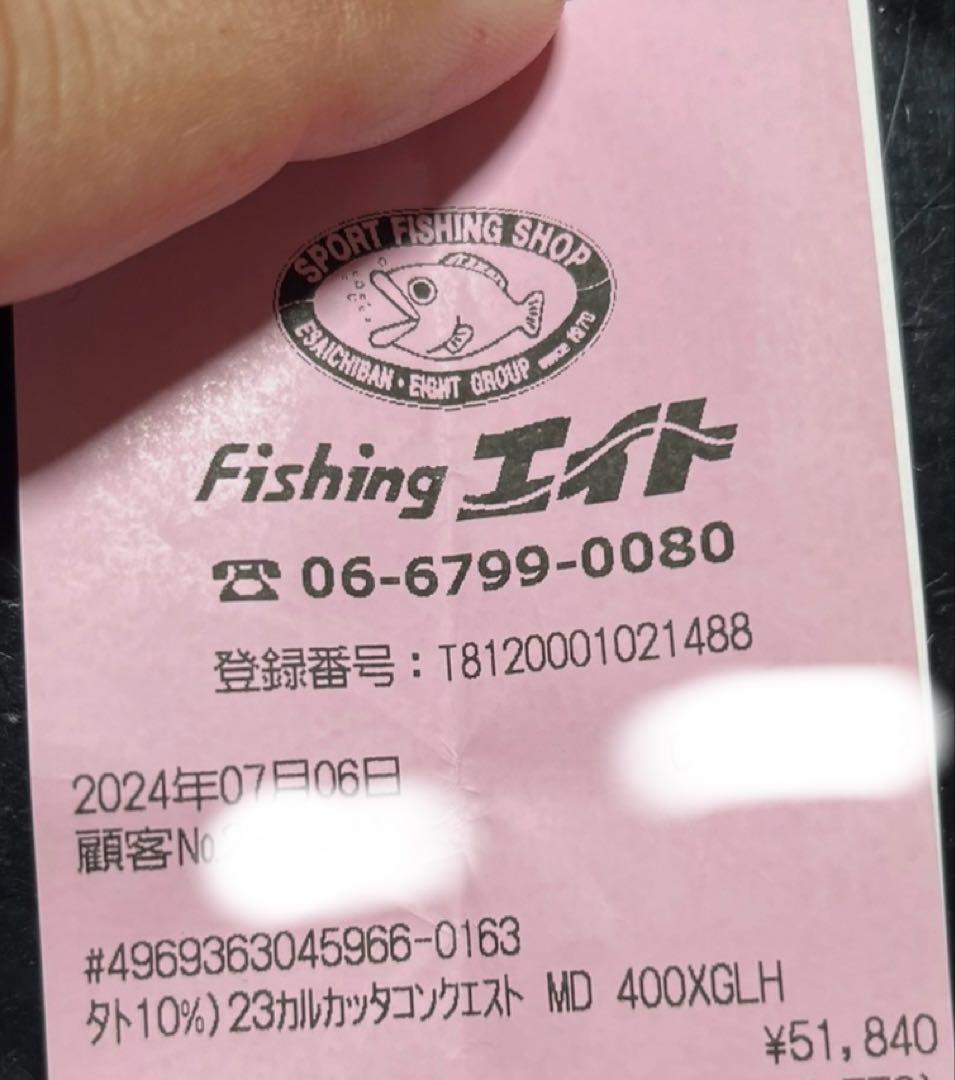 SPORT FISHING SHOP
ESAICHIBAN・EIGHT GROUP since 1970
Fishing エイト
☎ 06-6799-0080
登録番号：T8120001021488
2024年07月06日
顧客No
#4969363045966-0163
タト10%)23カルカッタコンクエスト MD 400XGLH
¥51,840